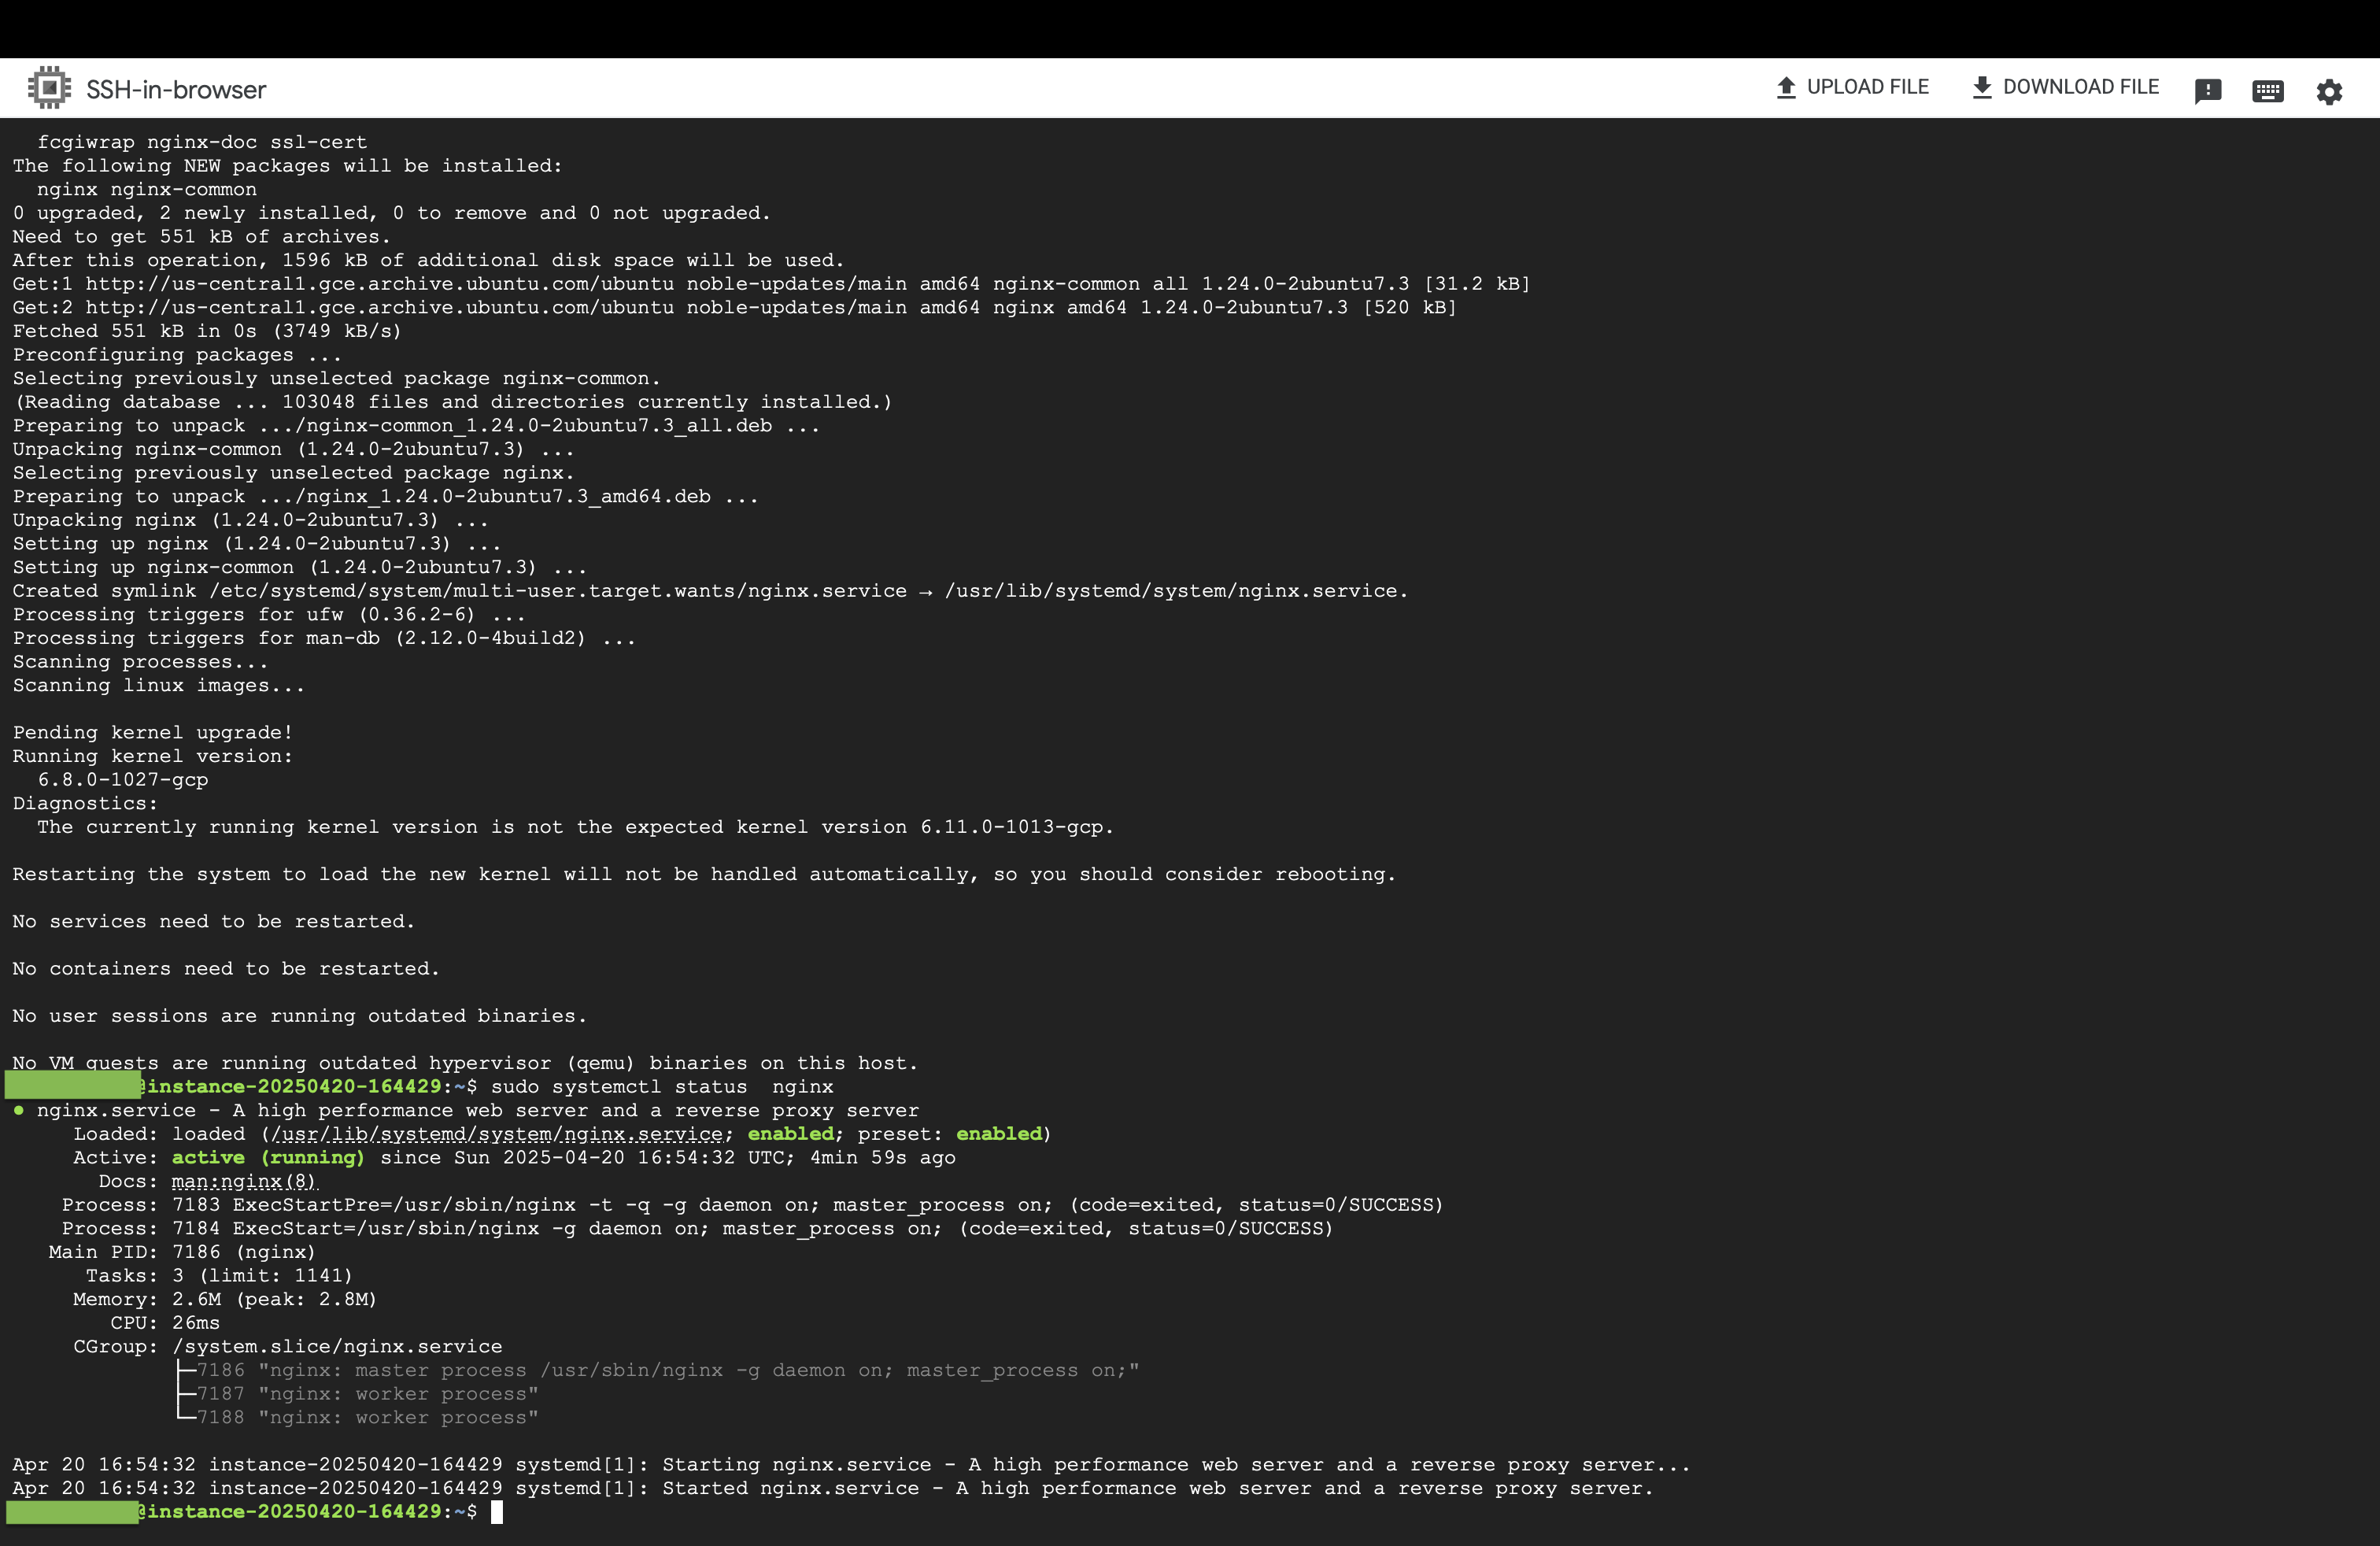 SSH-in-browser
UPLOAD FILE
DOWNLOAD FILE
  fcgiwrap nginx-doc ssl-cert
The following NEW packages will be installed:
  nginx nginx-common
0 upgraded, 2 newly installed, 0 to remove and 0 not upgraded.
Need to get 551 kB of archives.
After this operation, 1596 kB of additional disk space will be used.
Get:1 http://us-central1.gce.archive.ubuntu.com/ubuntu noble-updates/main amd64 nginx-common all 1.24.0-2ubuntu7.3 [31.2 kB]
Get:2 http://us-central1.gce.archive.ubuntu.com/ubuntu noble-updates/main amd64 nginx amd64 1.24.0-2ubuntu7.3 [520 kB]
Fetched 551 kB in 0s (3749 kB/s)
Preconfiguring packages ...
Selecting previously unselected package nginx-common.
(Reading database ... 103048 files and directories currently installed.)
Preparing to unpack .../nginx-common_1.24.0-2ubuntu7.3_all.deb ...
Unpacking nginx-common (1.24.0-2ubuntu7.3) ...
Selecting previously unselected package nginx.
Preparing to unpack .../nginx_1.24.0-2ubuntu7.3_amd64.deb ...
Unpacking nginx (1.24.0-2ubuntu7.3) ...
Setting up nginx (1.24.0-2ubuntu7.3) ...
Setting up nginx-common (1.24.0-2ubuntu7.3) ...
Created symlink /etc/systemd/system/multi-user.target.wants/nginx.service → /usr/lib/systemd/system/nginx.service.
Processing triggers for ufw (0.36.2-6) ...
Processing triggers for man-db (2.12.0-4build2) ...
Scanning processes...
Scanning linux images...

Pending kernel upgrade!
Running kernel version:
  6.8.0-1027-gcp
Diagnostics:
  The currently running kernel version is not the expected kernel version 6.11.0-1013-gcp.

Restarting the system to load the new kernel will not be handled automatically, so you should consider rebooting.

No services need to be restarted.

No containers need to be restarted.

No user sessions are running outdated binaries.

No VM guests are running outdated hypervisor (qemu) binaries on this host.
@instance-20250420-164429:~$ sudo systemctl status  nginx
● nginx.service - A high performance web server and a reverse proxy server
     Loaded: loaded (/usr/lib/systemd/system/nginx.service; enabled; preset: enabled)
     Active: active (running) since Sun 2025-04-20 16:54:32 UTC; 4min 59s ago
       Docs: man:nginx(8)
    Process: 7183 ExecStartPre=/usr/sbin/nginx -t -q -g daemon on; master_process on; (code=exited, status=0/SUCCESS)
    Process: 7184 ExecStart=/usr/sbin/nginx -g daemon on; master_process on; (code=exited, status=0/SUCCESS)
   Main PID: 7186 (nginx)
      Tasks: 3 (limit: 1141)
     Memory: 2.6M (peak: 2.8M)
        CPU: 26ms
     CGroup: /system.slice/nginx.service
             ├─7186 "nginx: master process /usr/sbin/nginx -g daemon on; master_process on;"
             ├─7187 "nginx: worker process"
             └─7188 "nginx: worker process"

Apr 20 16:54:32 instance-20250420-164429 systemd[1]: Starting nginx.service - A high performance web server and a reverse proxy server...
Apr 20 16:54:32 instance-20250420-164429 systemd[1]: Started nginx.service - A high performance web server and a reverse proxy server.
@instance-20250420-164429:~$